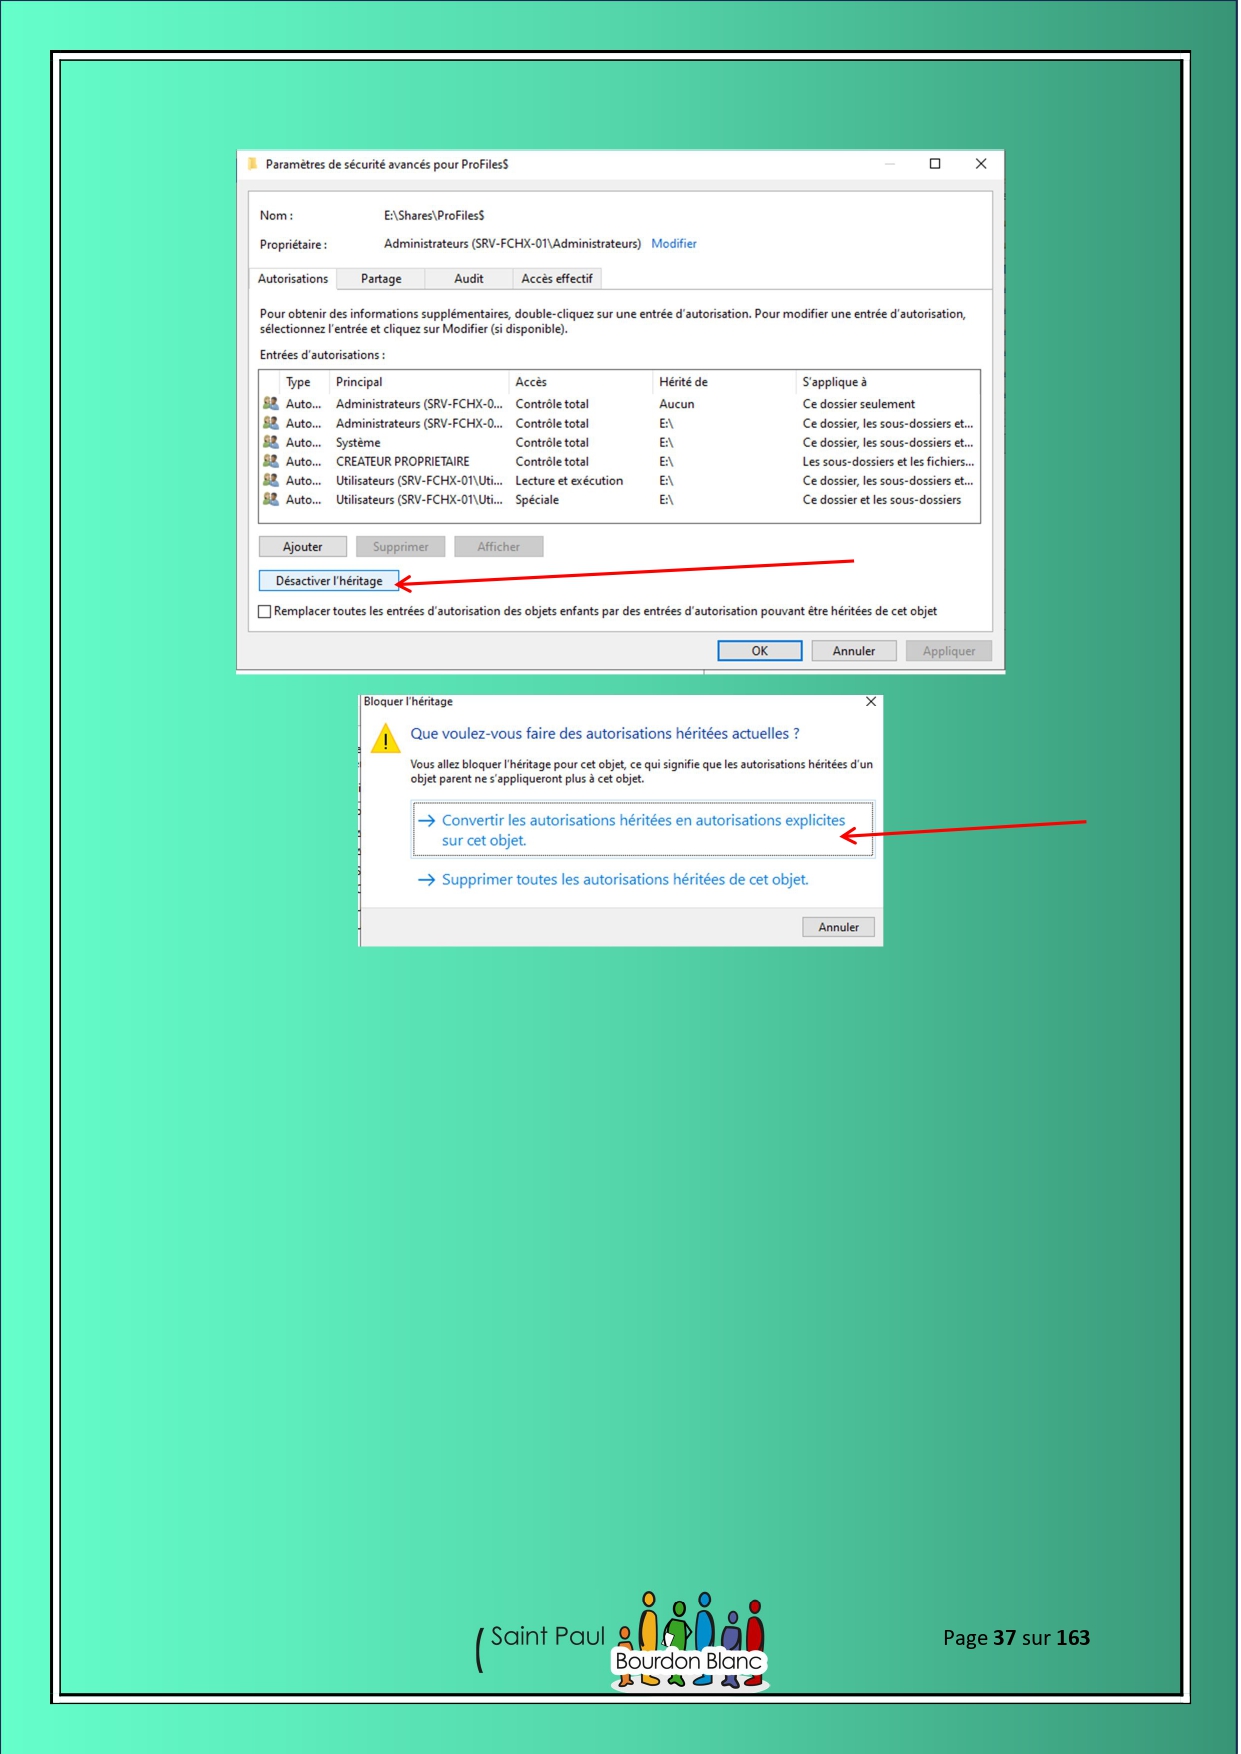 Paramètres de sécurité avancés pour ProFiles$
Nom : E:\Shares\ProFiles$
Propriétaire : Administrateurs (SRV-FCHX-01\Administrateurs) Modifier
Autorisations Partage Audit Accès effectif
Pour obtenir des informations supplémentaires, double-cliquez sur une entrée d'autorisation. Pour modifier une entrée d'autorisation,
sélectionnez l'entrée et cliquez sur Modifier (si disponible).
Entrées d'autorisations :
Type Principal Accès Hérité de S'applique à
Auto... Administrateurs (SRV-FCHX-0... Contrôle total Aucun Ce dossier seulement
Auto... Administrateurs (SRV-FCHX-0... Contrôle total E:\ Ce dossier, les sous-dossiers et...
Auto... Système Contrôle total E:\ Ce dossier, les sous-dossiers et...
Auto... CREATEUR PROPRIETAIRE Contrôle total E:\ Les sous-dossiers et les fichiers...
Auto... Utilisateurs (SRV-FCHX-01\Uti... Lecture et exécution E:\ Ce dossier, les sous-dossiers et...
Auto... Utilisateurs (SRV-FCHX-01\Uti... Spéciale E:\ Ce dossier et les sous-dossiers
Ajouter Supprimer Afficher
Désactiver l'héritage
Remplacer toutes les entrées d'autorisation des objets enfants par des entrées d'autorisation pouvant être héritées de cet objet
OK Annuler Appliquer
Bloquer l'héritage
Que voulez-vous faire des autorisations héritées actuelles ?
Vous allez bloquer l'héritage pour cet objet, ce qui signifie que les autorisations héritées d'un
objet parent ne s'appliqueront plus à cet objet.
Convertir les autorisations héritées en autorisations explicites
sur cet objet.
Supprimer toutes les autorisations héritées de cet objet.
Annuler
Saint Paul
Bourdon Blanc
Page 37 sur 163